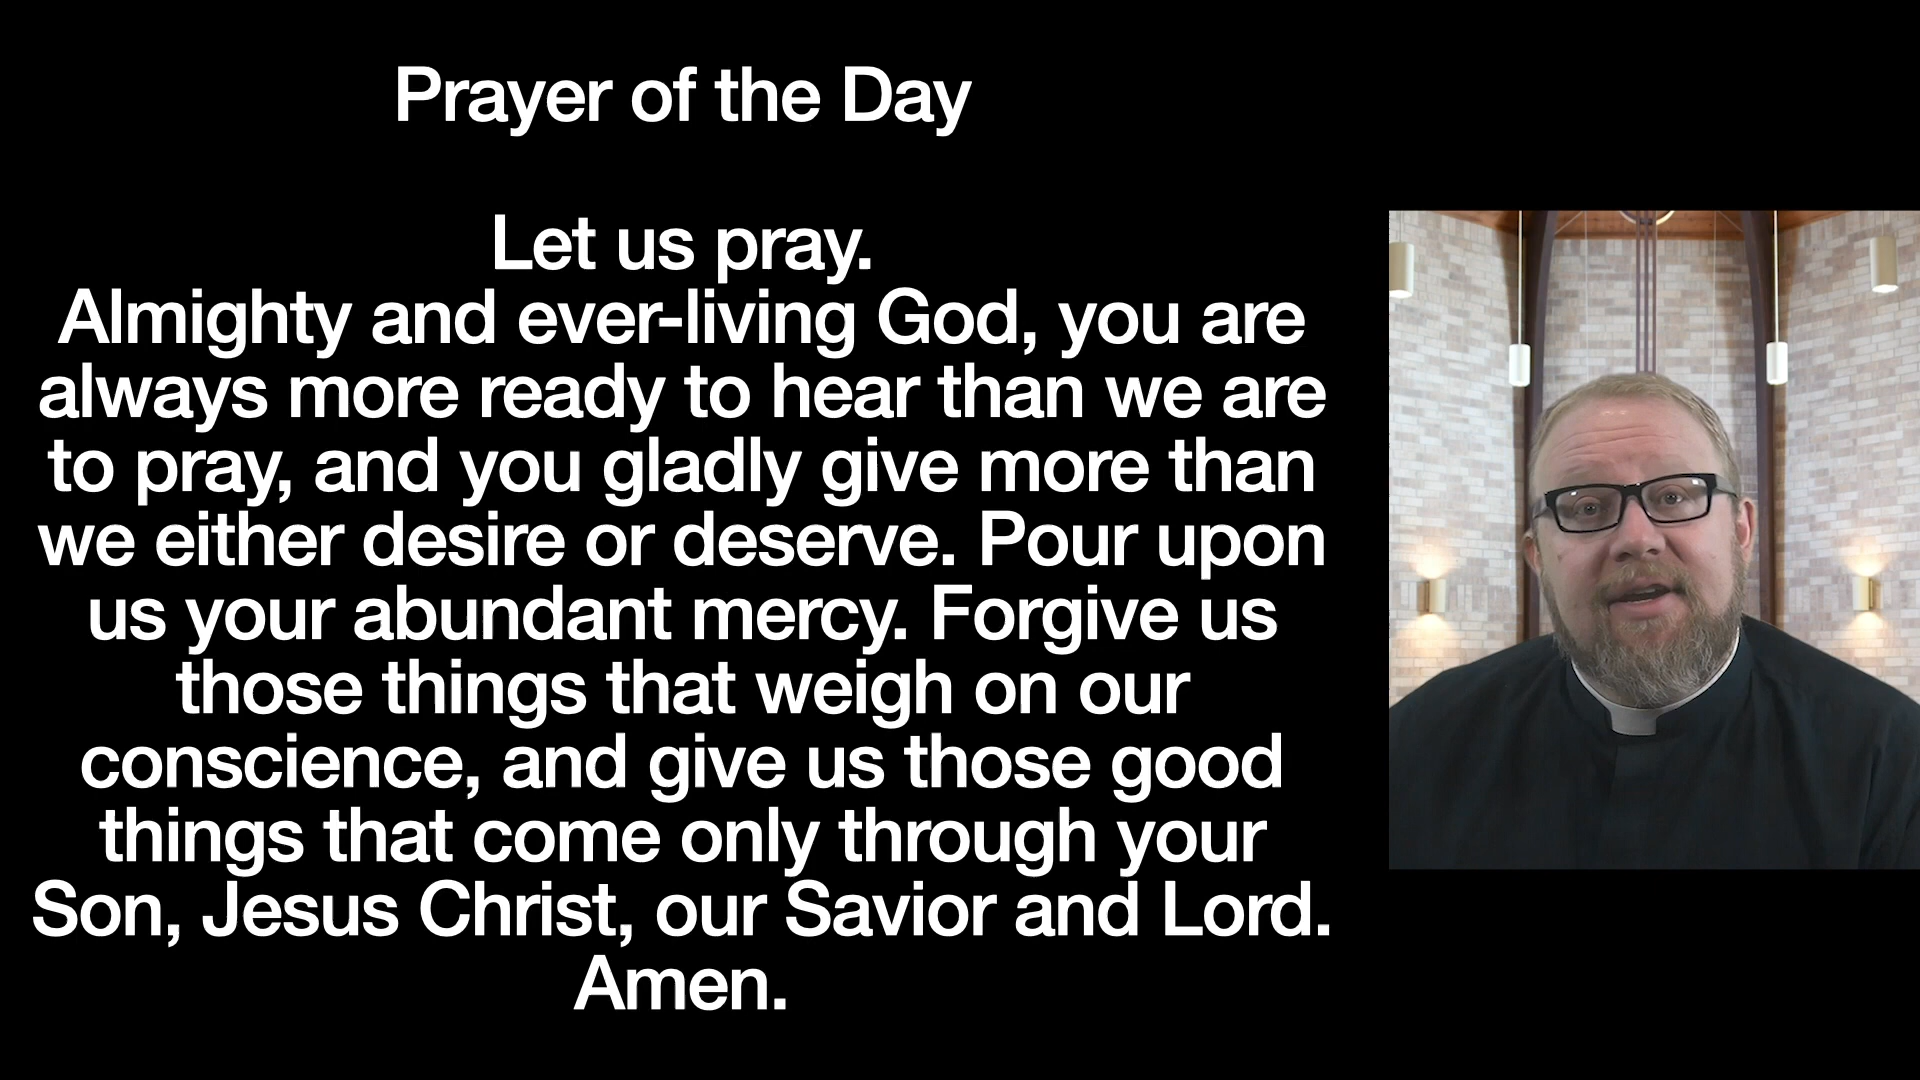 Prayer of the Day
Let us pray.
Almighty and ever-living God, you are
always more ready to hear than we are
to pray, and you gladly give more than
we either desire or deserve. Pour upon
us your abundant mercy. Forgive us
those things that weigh on our
conscience, and give us those good
things that come only through your
Son, Jesus Christ, our Savior and Lord.
Amen.